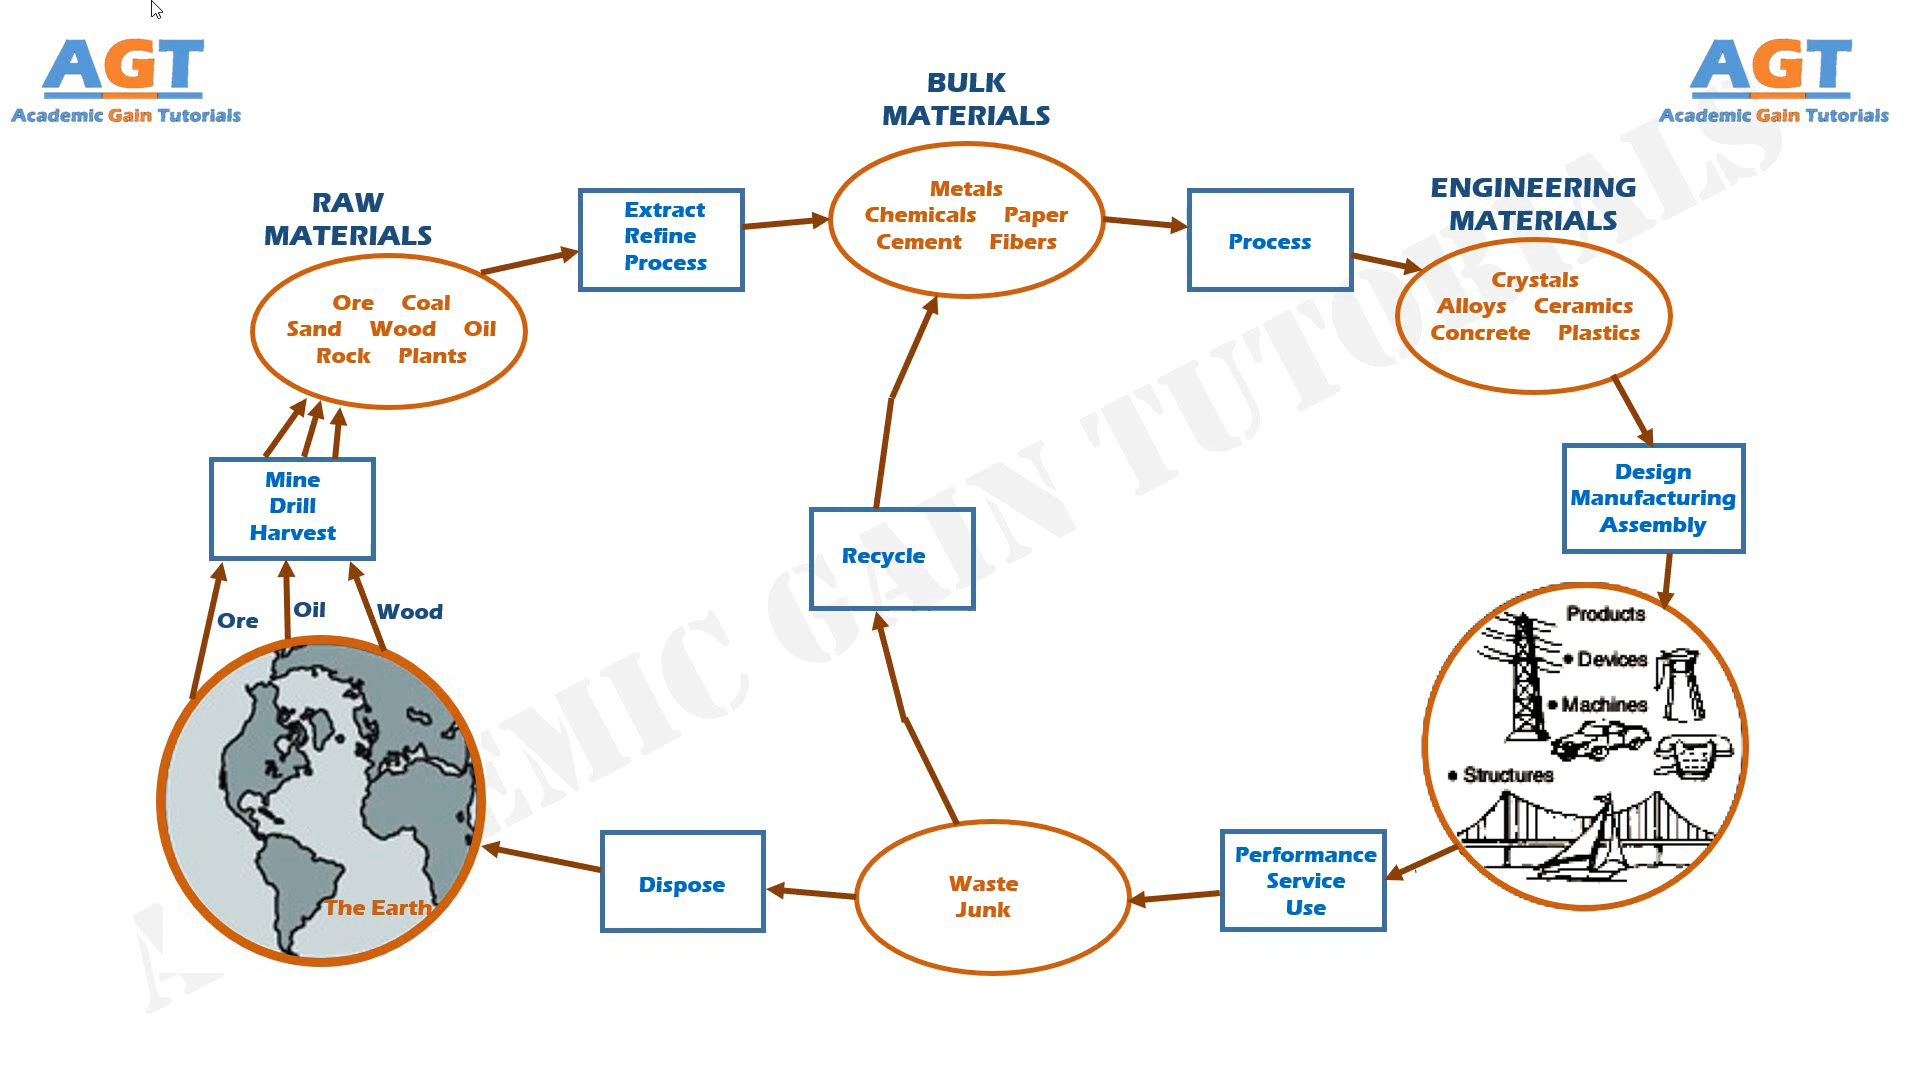 AGT
Academic Gain Tutorials
AGT
Academic Gain Tutorials
BULK
MATERIALS
Metals
Chemicals Paper
Cement Fibers
RAW
MATERIALS
Ore Coal
Sand Wood Oil
Rock Plants
Extract
Refine
Process
Process
ENGINEERING
MATERIALS
Crystals
Alloys Ceramics
Concrete Plastics
Mine
Drill
Harvest
Ore
Oil
Wood
The Earth
Recycle
Design
Manufacturing
Assembly
Products
• Devices
• Machines
• Structures
Performance
Service
Use
Waste
Junk
Dispose
ACADEMIC GAIN TUTORIALS